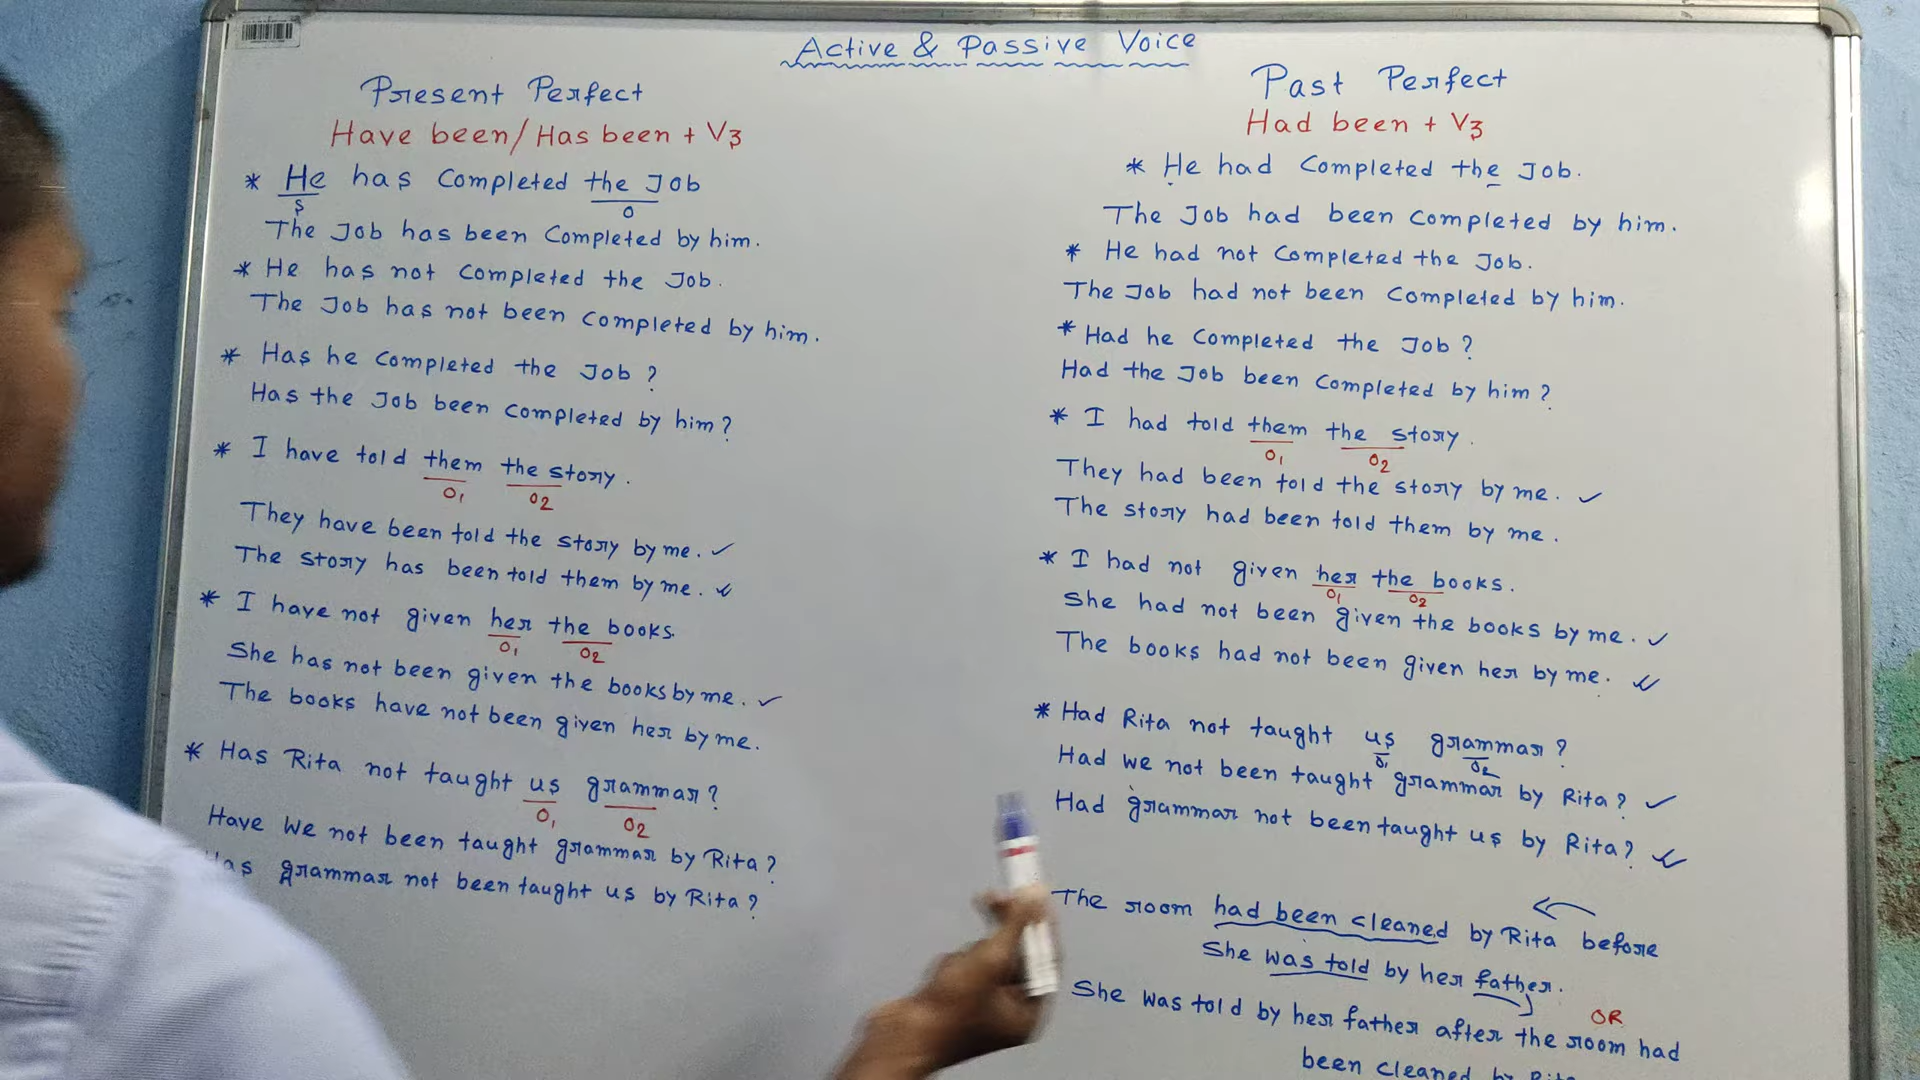 Active & Passive Voice
Present Perfect
Have been/Has been + V3
* He has completed the Job
S O
The Job has been completed by him.
* He has not completed the Job.
The Job has not been completed by him.
* Has he completed the Job?
Has the Job been completed by him?
* I have told them the story.
O1 O2
They have been told the story by me. ✓
The story has been told them by me. ✓
* I have not given her the books.
O1 O2
She has not been given the books by me. ✓
The books have not been given her by me.
* Has Rita not taught us grammar?
O1 O2
Have we not been taught grammar by Rita?
grammar not been taught us by Rita?
Past Perfect
Had been + V3
* He had completed the Job.
The Job had been completed by him.
* He had not completed the Job.
The Job had not been completed by him.
* Had he completed the Job?
Had the Job been completed by him?
* I had told them the story.
O1 O2
They had been told the story by me. ✓
The story had been told them by me.
* I had not given her the books.
O1 O2
She had not been given the books by me. ✓
The books had not been given her by me. ✓
* Had Rita not taught us grammar?
O1 O2
Had we not been taught grammar by Rita? ✓
Had grammar not been taught us by Rita? ✓
The room had been cleaned by Rita before
She was told by her father.
OR
She was told by her father after the room had
been cleaned by